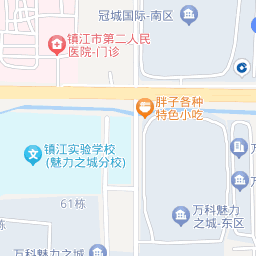 冠城国际-南区
镇江市第二人民
医院-门诊
胖子各种
特色小吃
镇江实验学校
(魅力之城分校)
61栋
万科魅力
之城-东区
万科魅力之城
万